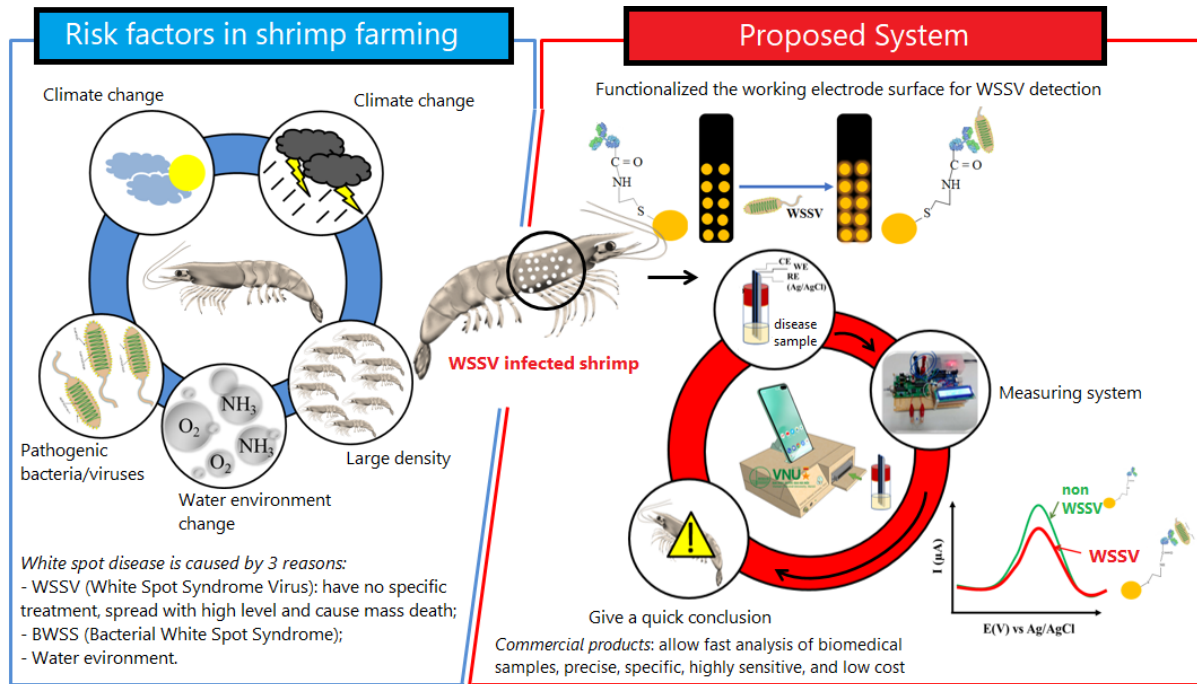 Risk factors in shrimp farming
Climate change
Climate change
Pathogenic
bacteria/viruses
O₂
NH₃
NH₃
O₂
Water environment
change
Large density
White spot disease is caused by 3 reasons:
- WSSV (White Spot Syndrome Virus): have no specific
treatment, spread with high level and cause mass death;
- BWSS (Bacterial White Spot Syndrome);
- Water evironment.
Proposed System
Functionalized the working electrode surface for WSSV detection
C = O
NH
S
WSSV
C = O
NH
S
WSSV infected shrimp
CE
WE
RE
(Ag/AgCl)
disease
sample
Measuring system
VNU
Give a quick conclusion
non
WSSV
WSSV
I (μA)
E(V) vs Ag/AgCl
Commercial products: allow fast analysis of biomedical
samples, precise, specific, highly sensitive, and low cost